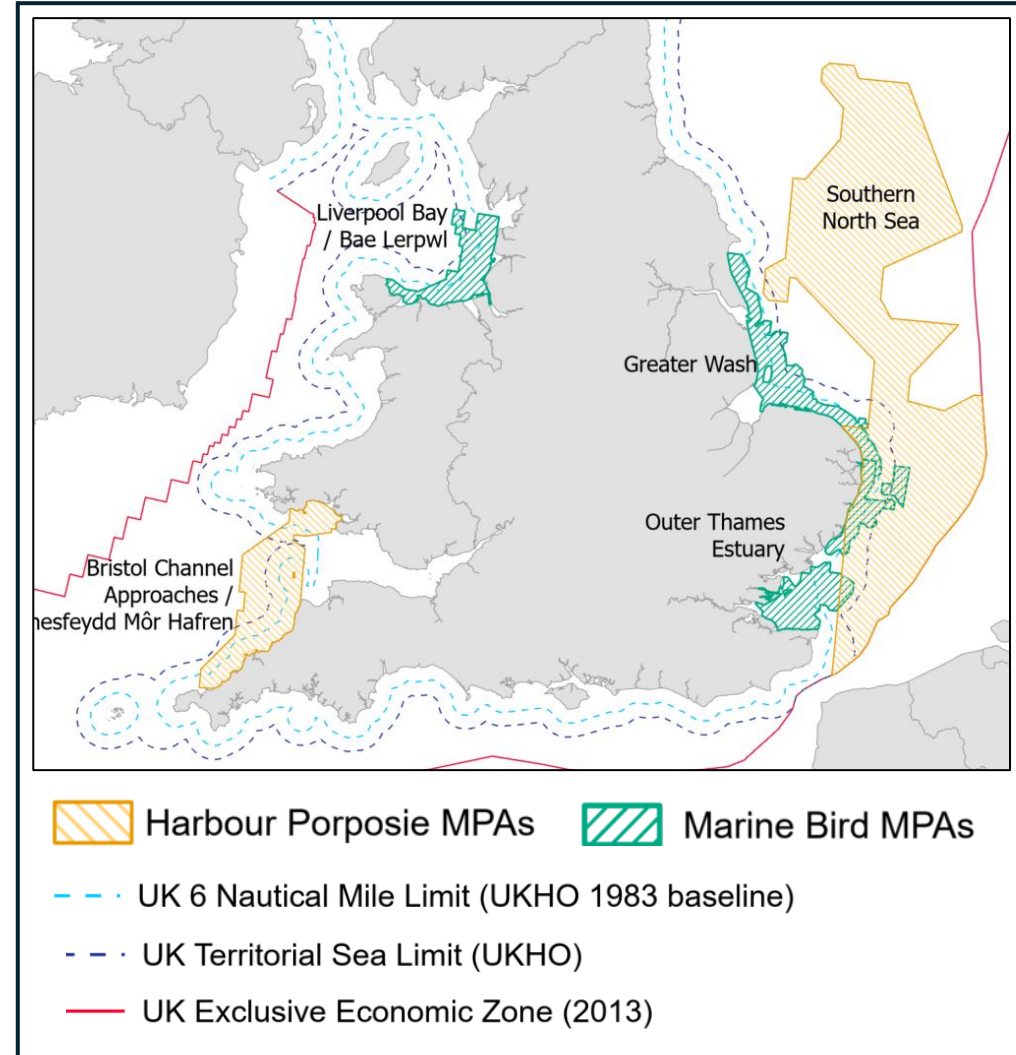 Southern
North Sea
Liverpool Bay
/ Bae Lerpwl
Greater Wash
Outer Thames
Estuary
Bristol Channel
Approaches /
nesfeydd Môr Hafren
Harbour Porposie MPAs
Marine Bird MPAs
UK 6 Nautical Mile Limit (UKHO 1983 baseline)
UK Territorial Sea Limit (UKHO)
UK Exclusive Economic Zone (2013)